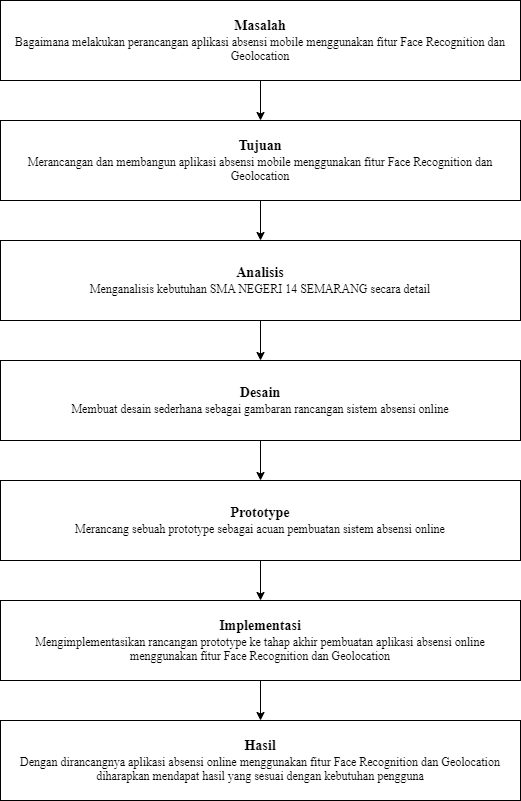 Masalah
Bagaimana melakukan perancangan aplikasi absensi mobile menggunakan fitur Face Recognition dan
Geolocation
Tujuan
Merancangan dan membangun aplikasi absensi mobile menggunakan fitur Face Recognition dan
Geolocation
Analisis
Menganalisis kebutuhan SMA NEGERI 14 SEMARANG secara detail
Desain
Membuat desain sederhana sebagai gambaran rancangan sistem absensi online
Prototype
Merancang sebuah prototype sebagai acuan pembuatan sistem absensi online
Implementasi
Mengimplementasikan rancangan prototype ke tahap akhir pembuatan aplikasi absensi online
menggunakan fitur Face Recognition dan Geolocation
Hasil
Dengan dirancangnya aplikasi absensi online menggunakan fitur Face Recognition dan Geolocation
diharapkan mendapat hasil yang sesuai dengan kebutuhan pengguna